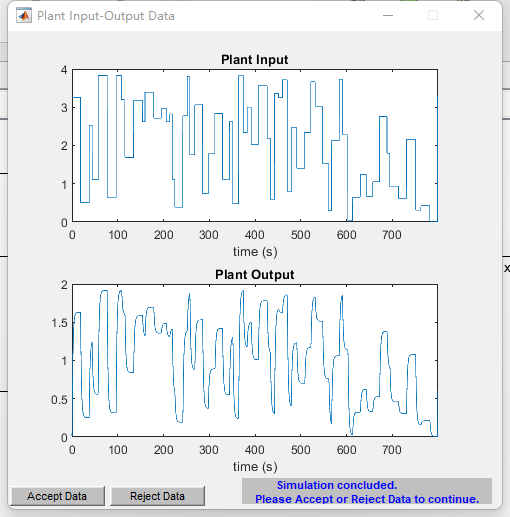 Plant Input-Output Data
Plant Input
4
3
2
1
0
0 100 200 300 400 500 600 700
time (s)
Plant Output
2
1.5
1
0.5
0
0 100 200 300 400 500 600 700
time (s)
x
Accept Data Reject Data
Simulation concluded.
Please Accept or Reject Data to continue.